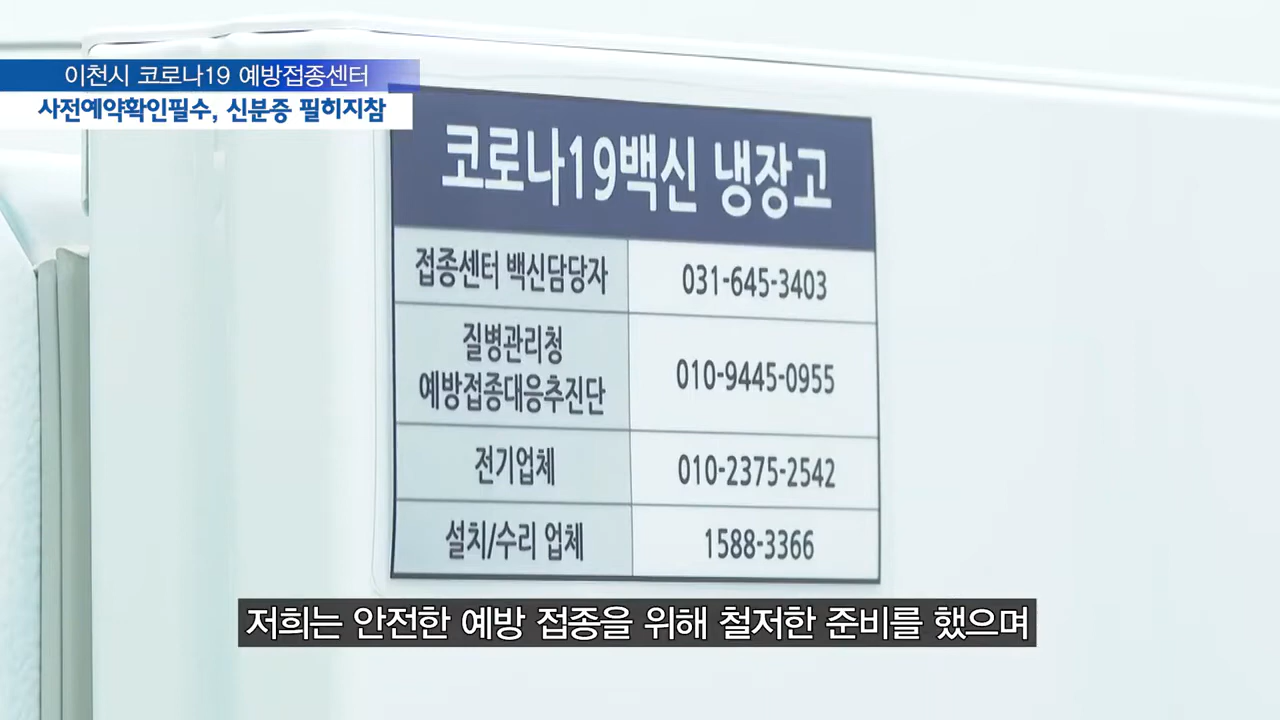 이천시 코로나19 예방접종센터
사전예약확인필수, 신분증 필히지참
코로나19백신 냉장고
접종센터 백신담당자 031-645-3403
질병관리청
예방접종대응추진단 010-9445-0955
전기업체 010-2375-2542
설치/수리 업체 1588-3366
저희는 안전한 예방 접종을 위해 철저한 준비를 했으며